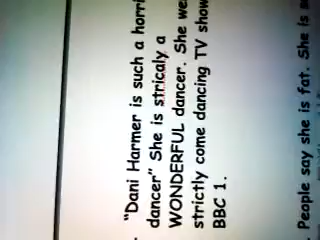 . "Dani Harmer is such a horri
dancer" She is stricaly a
WONDERFUL dancer. She we
strictly come dancing TV show
BBC 1.
. People say she is fat. She is